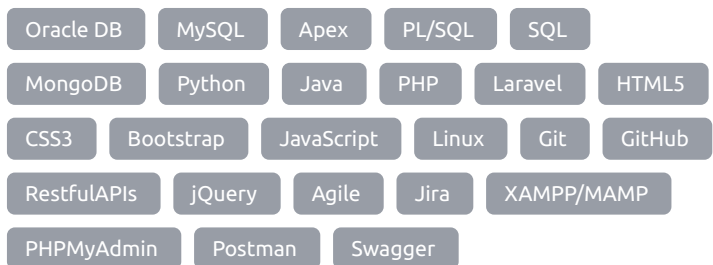 Oracle DB MySQL Apex PL/SQL SQL
MongoDB Python Java PHP Laravel HTML5
CSS3 Bootstrap JavaScript Linux Git GitHub
RestfulAPIs jQuery Agile Jira XAMPP/MAMP
PHPMyAdmin Postman Swagger